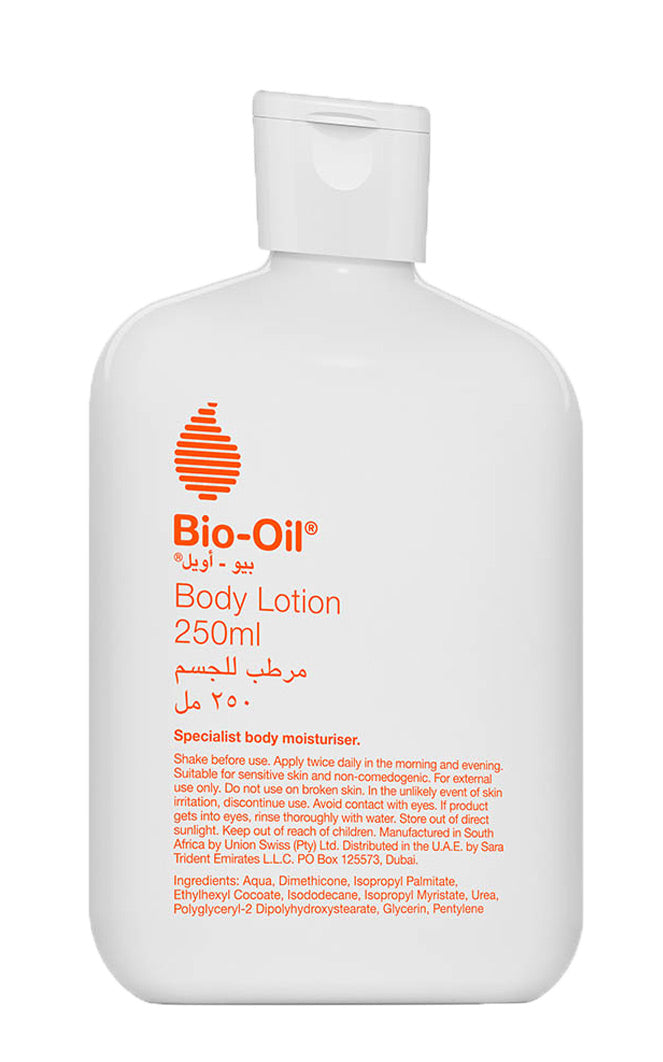 Bio-Oil®
بيو - أويل®
Body Lotion
250ml
مرطب للجسم
٢٥٠ مل
Specialist body moisturiser.
Shake before use. Apply twice daily in the morning and evening.
Suitable for sensitive skin and non-comedogenic. For external
use only. Do not use on broken skin. In the unlikely event of skin
irritation, discontinue use. Avoid contact with eyes. If product
gets into eyes, rinse thoroughly with water. Store out of direct
sunlight. Keep out of reach of children. Manufactured in South
Africa by Union Swiss (Pty) Ltd. Distributed in the U.A.E. by Sara
Trident Emirates L.L.C. PO Box 125573, Dubai.
Ingredients: Aqua, Dimethicone, Isopropyl Palmitate,
Ethylhexyl Cocoate, Isododecane, Isopropyl Myristate, Urea,
Polyglyceryl-2 Dipolyhydroxystearate, Glycerin, Pentylene